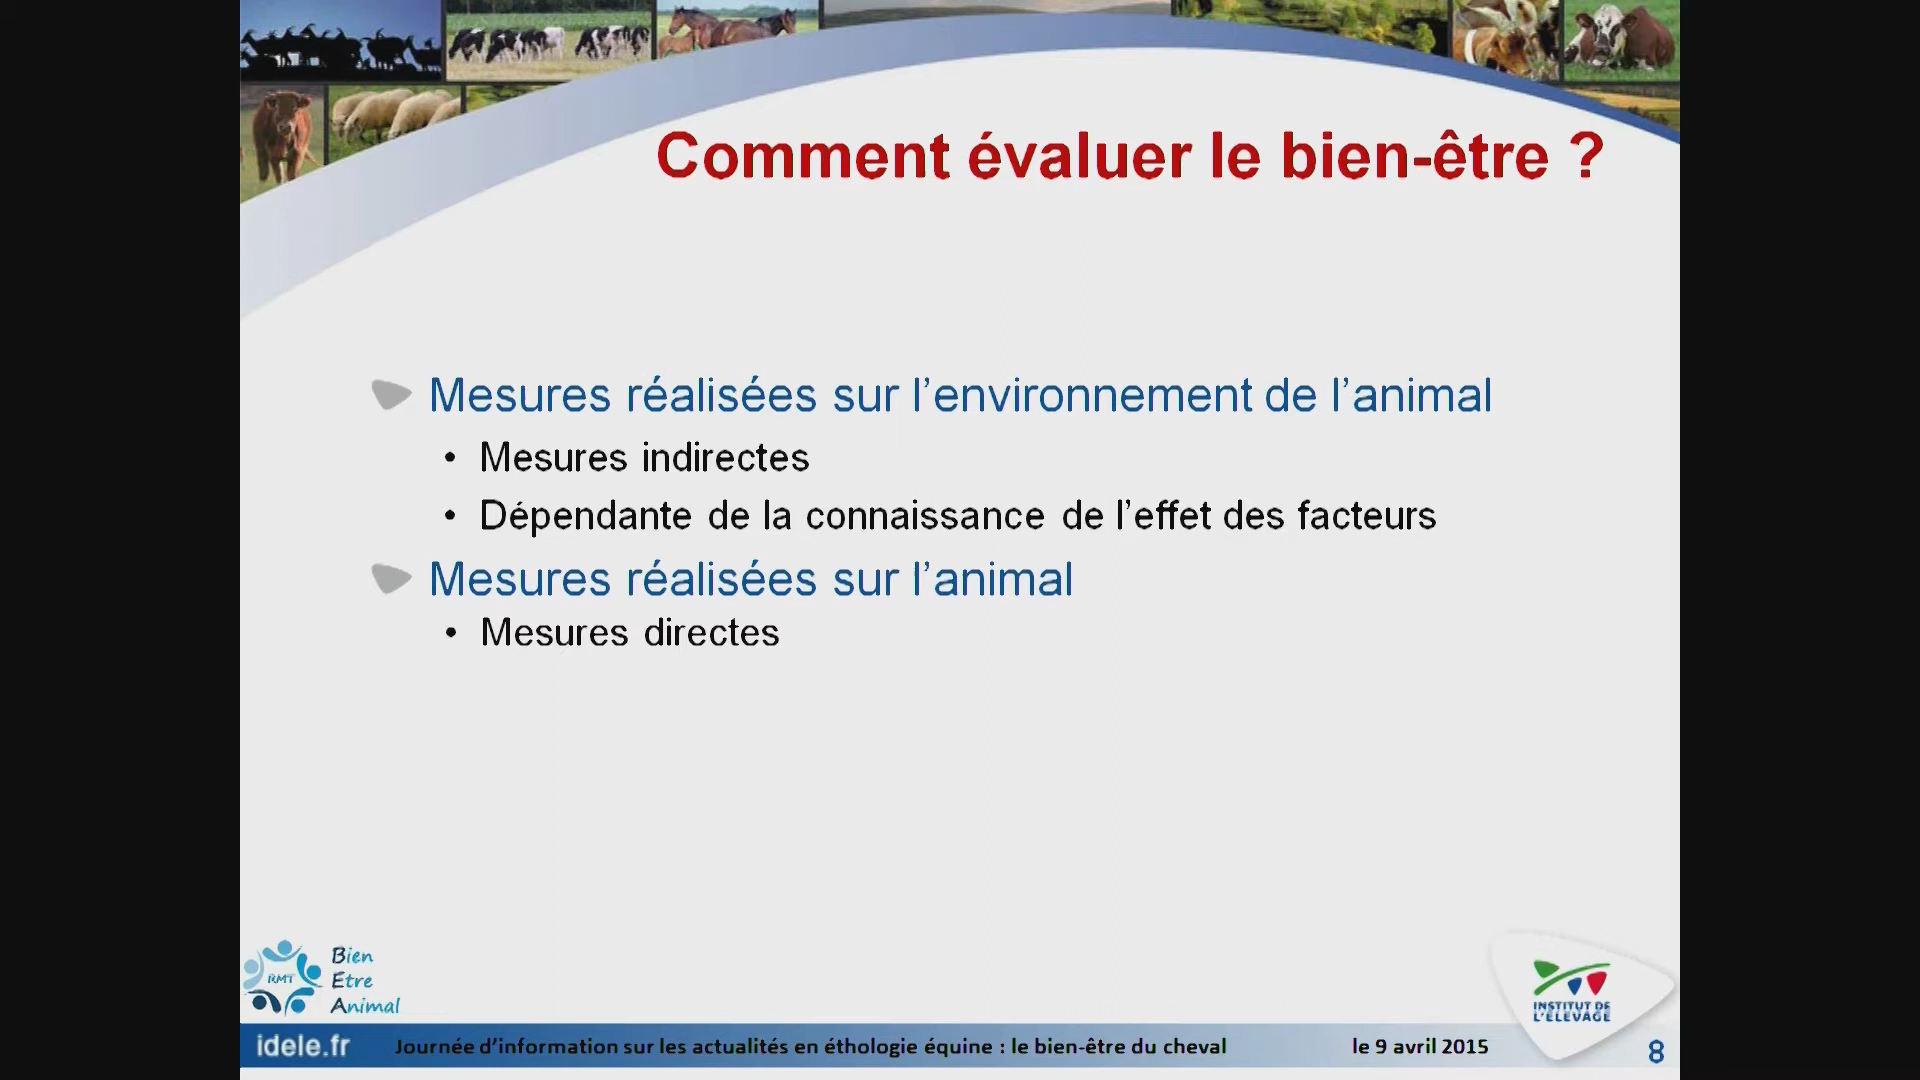 Comment évaluer le bien-être ?
Mesures réalisées sur l’environnement de l’animal
• Mesures indirectes
• Dépendante de la connaissance de l’effet des facteurs
Mesures réalisées sur l’animal
• Mesures directes
RMT
Bien
Etre
Animal
INSTITUT DE
L'ELEVAGE
idele.fr
Journée d’information sur les actualités en éthologie équine : le bien-être du cheval
le 9 avril 2015
8